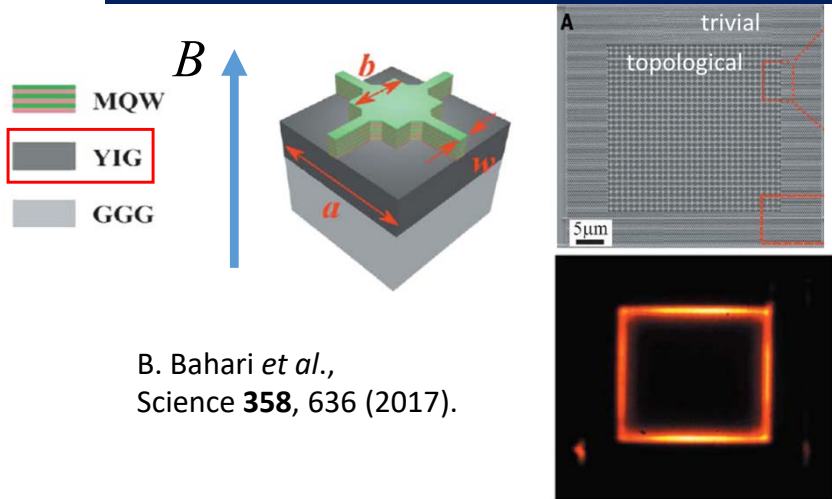 MQW
YIG
GGG
B
b
a
w
A
trivial
topological
5μm
B. Bahari et al.,
Science 358, 636 (2017).